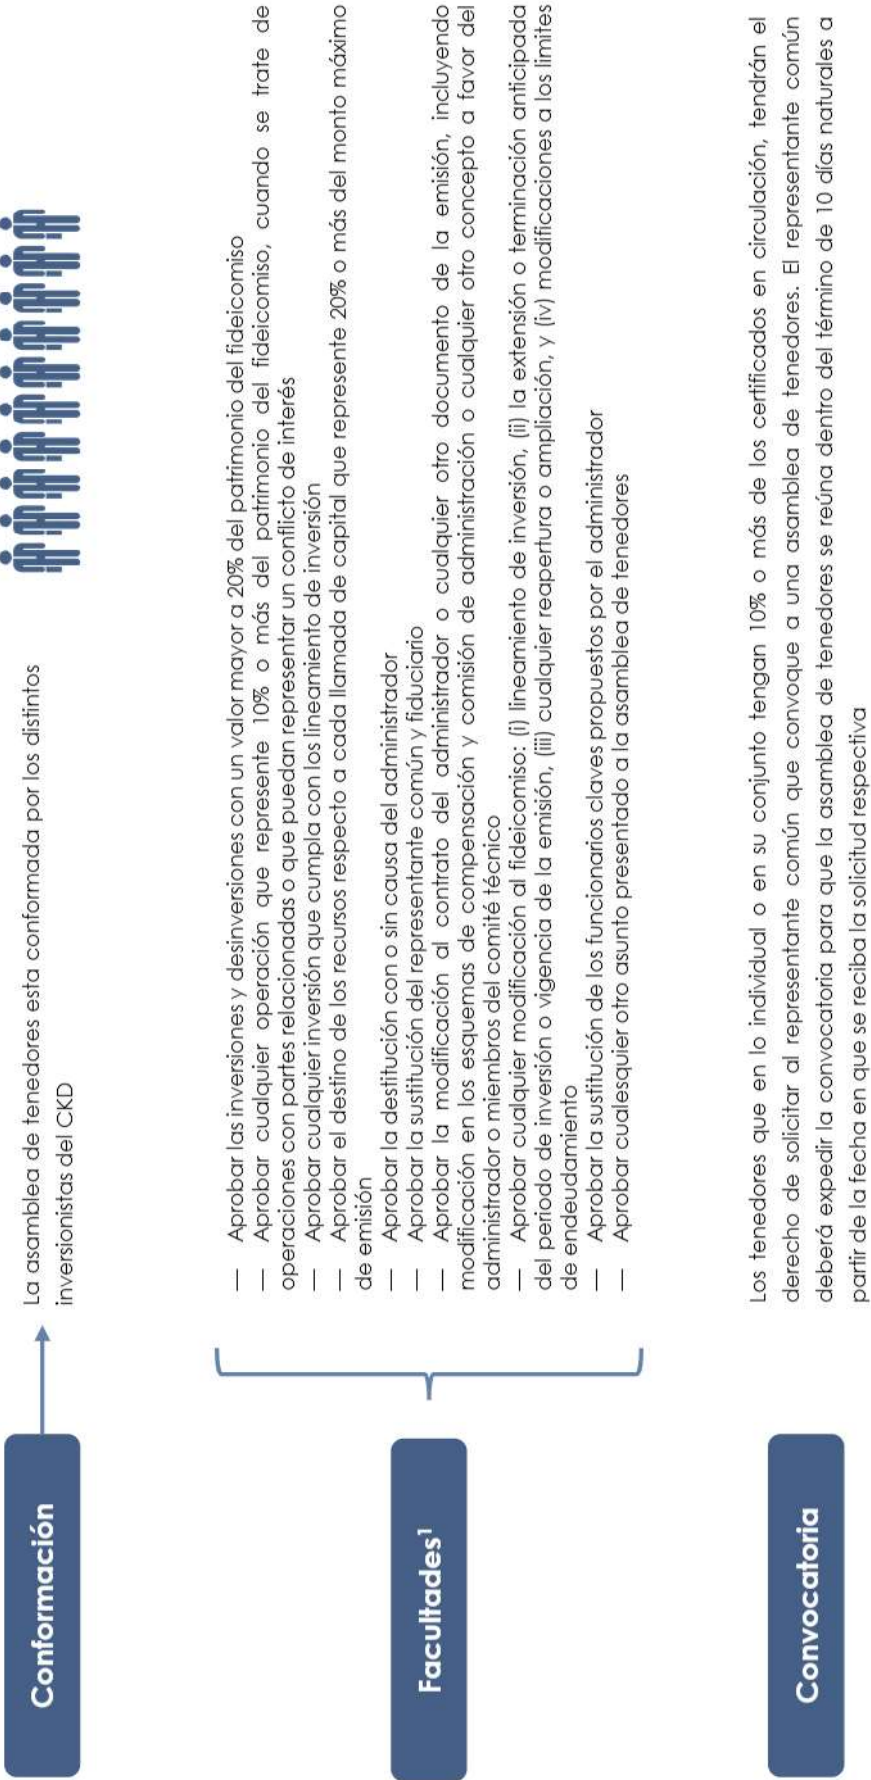 Conformación
La asamblea de tenedores esta conformada por los distintos
inversionistas del CKD
Facultades¹
— Aprobar las inversiones y desinversiones con un valor mayor a 20% del patrimonio del fideicomiso
— Aprobar cualquier operación que represente 10% o más del patrimonio del fideicomiso, cuando se trate de
operaciones con partes relacionadas o que puedan representar un conflicto de interés
— Aprobar cualquier inversión que cumpla con los lineamiento de inversión
— Aprobar el destino de los recursos respecto a cada llamada de capital que represente 20% o más del monto máximo
de emisión
— Aprobar la destitución con o sin causa del administrador
— Aprobar la sustitución del representante común y fiduciario
— Aprobar la modificación al contrato del administrador o cualquier otro documento de la emisión, incluyendo
modificación en los esquemas de compensación y comisión de administración o cualquier otro concepto a favor del
administrador o miembros del comité técnico
— Aprobar cualquier modificación al fideicomiso: (i) lineamiento de inversión, (ii) la extensión o terminación anticipada
del periodo de inversión o vigencia de la emisión, (iii) cualquier reapertura o ampliación, y (iv) modificaciones a los limites
de endeudamiento
— Aprobar la sustitución de los funcionarios claves propuestos por el administrador
— Aprobar cualesquier otro asunto presentado a la asamblea de tenedores
Convocatoria
Los tenedores que en lo individual o en su conjunto tengan 10% o más de los certificados en circulación, tendrán el
derecho de solicitar al representante común que convoque a una asamblea de tenedores. El representante común
deberá expedir la convocatoria para que la asamblea de tenedores se reúna dentro del término de 10 días naturales a
partir de la fecha en que se reciba la solicitud respectiva